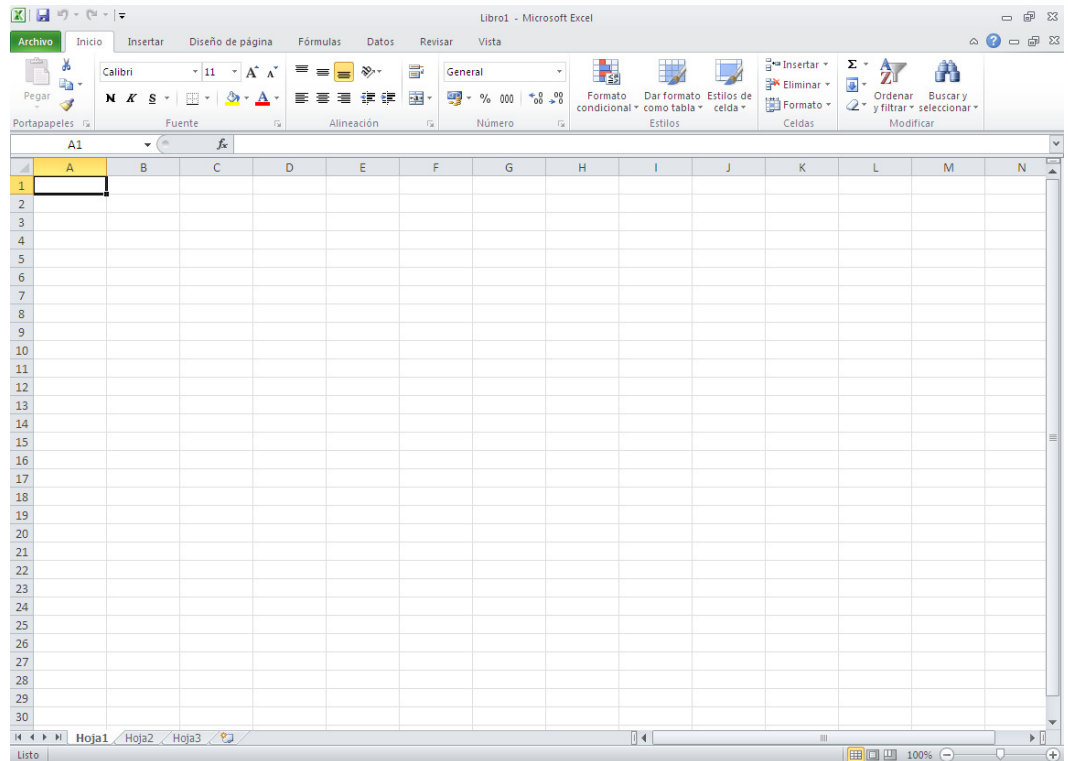 Libro1 - Microsoft Excel
Archivo Inicio Insertar Diseño de página Fórmulas Datos Revisar Vista
Pegar
Calibri 11
N K S A
General
% 000
Formato condicional
Dar formato como tabla
Estilos de celda
Insertar
Eliminar
Formato
Σ
Ordenar y filtrar
Buscar y seleccionar
Portapapeles Fuente Alineación Número Estilos Celdas Modificar
A1 fx
A B C D E F G H I J K L M N
1
2
3
4
5
6
7
8
9
10
11
12
13
14
15
16
17
18
19
20
21
22
23
24
25
26
27
28
29
30
Hoja1 Hoja2 Hoja3
Listo 100%